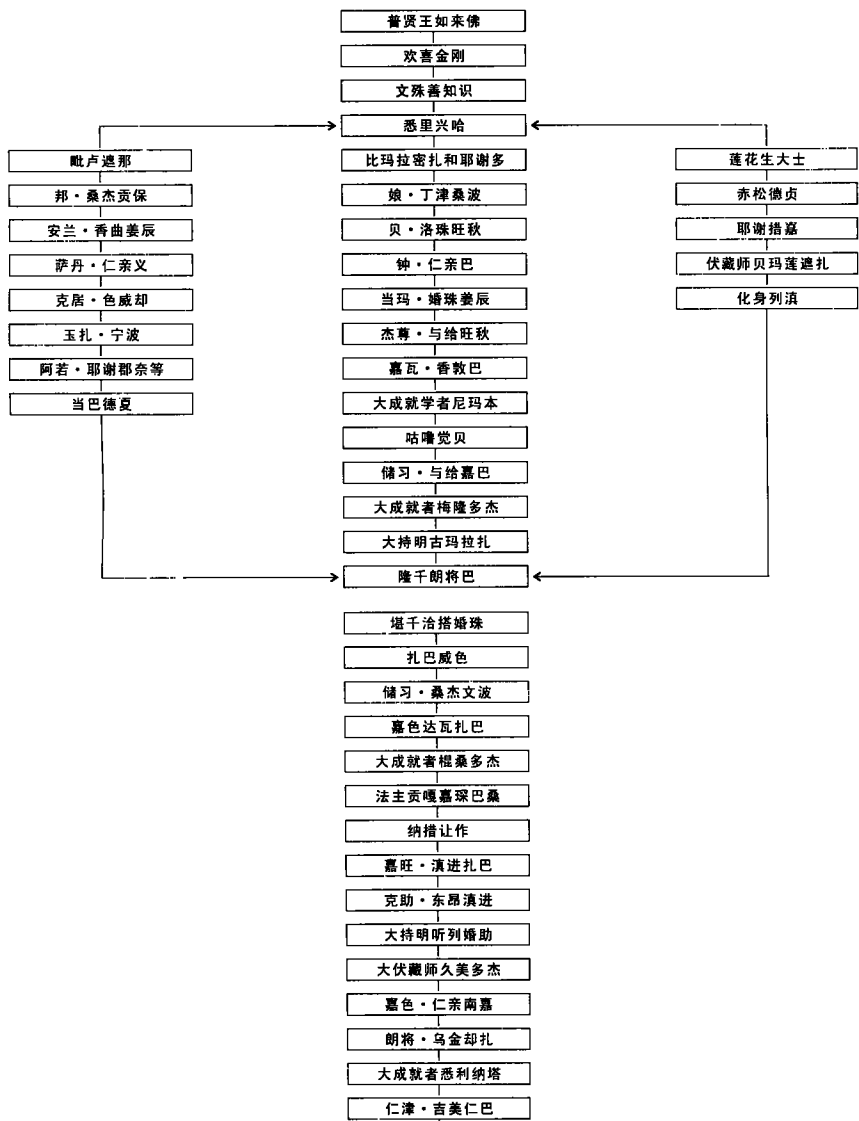 普贤王如来佛
欢喜金刚
文殊善知识
悉里兴哈
毗卢遮那
邦·桑杰贡保
安兰·香曲姜辰
萨丹·仁亲义
克居·色威却
玉扎·宁波
阿若·耶谢郡奈等
当巴德夏
比玛拉密扎和耶谢多
娘·丁津桑波
贝·洛珠旺秋
钟·仁亲巴
当玛·婚珠姜辰
杰尊·与给旺秋
嘉瓦·香敦巴
大成就学者尼玛本
咕噜觉贝
储习·与给嘉巴
大成就者梅隆多杰
大持明古玛拉扎
莲花生大士
赤松德贞
耶谢措嘉
伏藏师贝玛莲遮扎
化身列滇
隆千朗将巴
堪千洽搭婚珠
扎巴威色
储习·桑杰文波
嘉色达瓦扎巴
大成就者棍桑多杰
法主贡嘎嘉琛巴桑
纳措让作
嘉旺·滇进扎巴
克助·东昂滇进
大持明听列婚助
大伏藏师久美多杰
嘉色·仁亲南嘉
朗将·乌金却扎
大成就者悉利纳塔
仁津·吉美仁巴